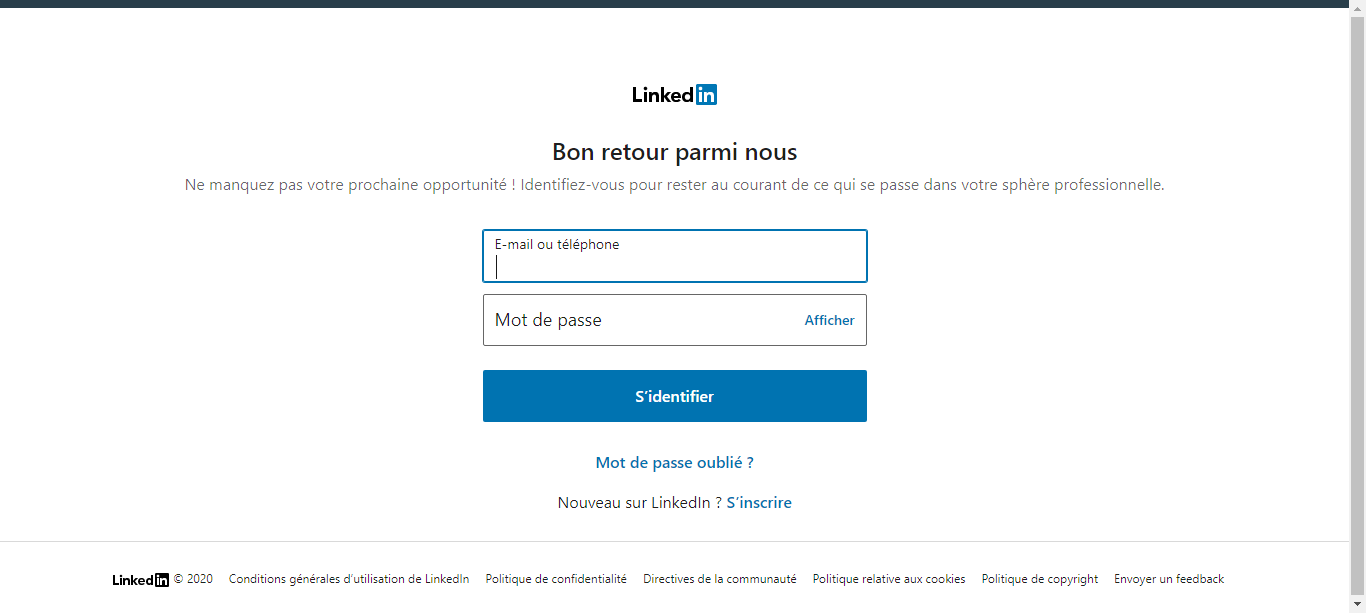 Linkedin
Bon retour parmi nous
Ne manquez pas votre prochaine opportunité ! Identifiez-vous pour rester au courant de ce qui se passe dans votre sphère professionnelle.
E-mail ou téléphone
Mot de passe Afficher
S’identifier
Mot de passe oublié ?
Nouveau sur LinkedIn ? S’inscrire
Linkedin © 2020 Conditions générales d’utilisation de LinkedIn Politique de confidentialité Directives de la communauté Politique relative aux cookies Politique de copyright Envoyer un feedback